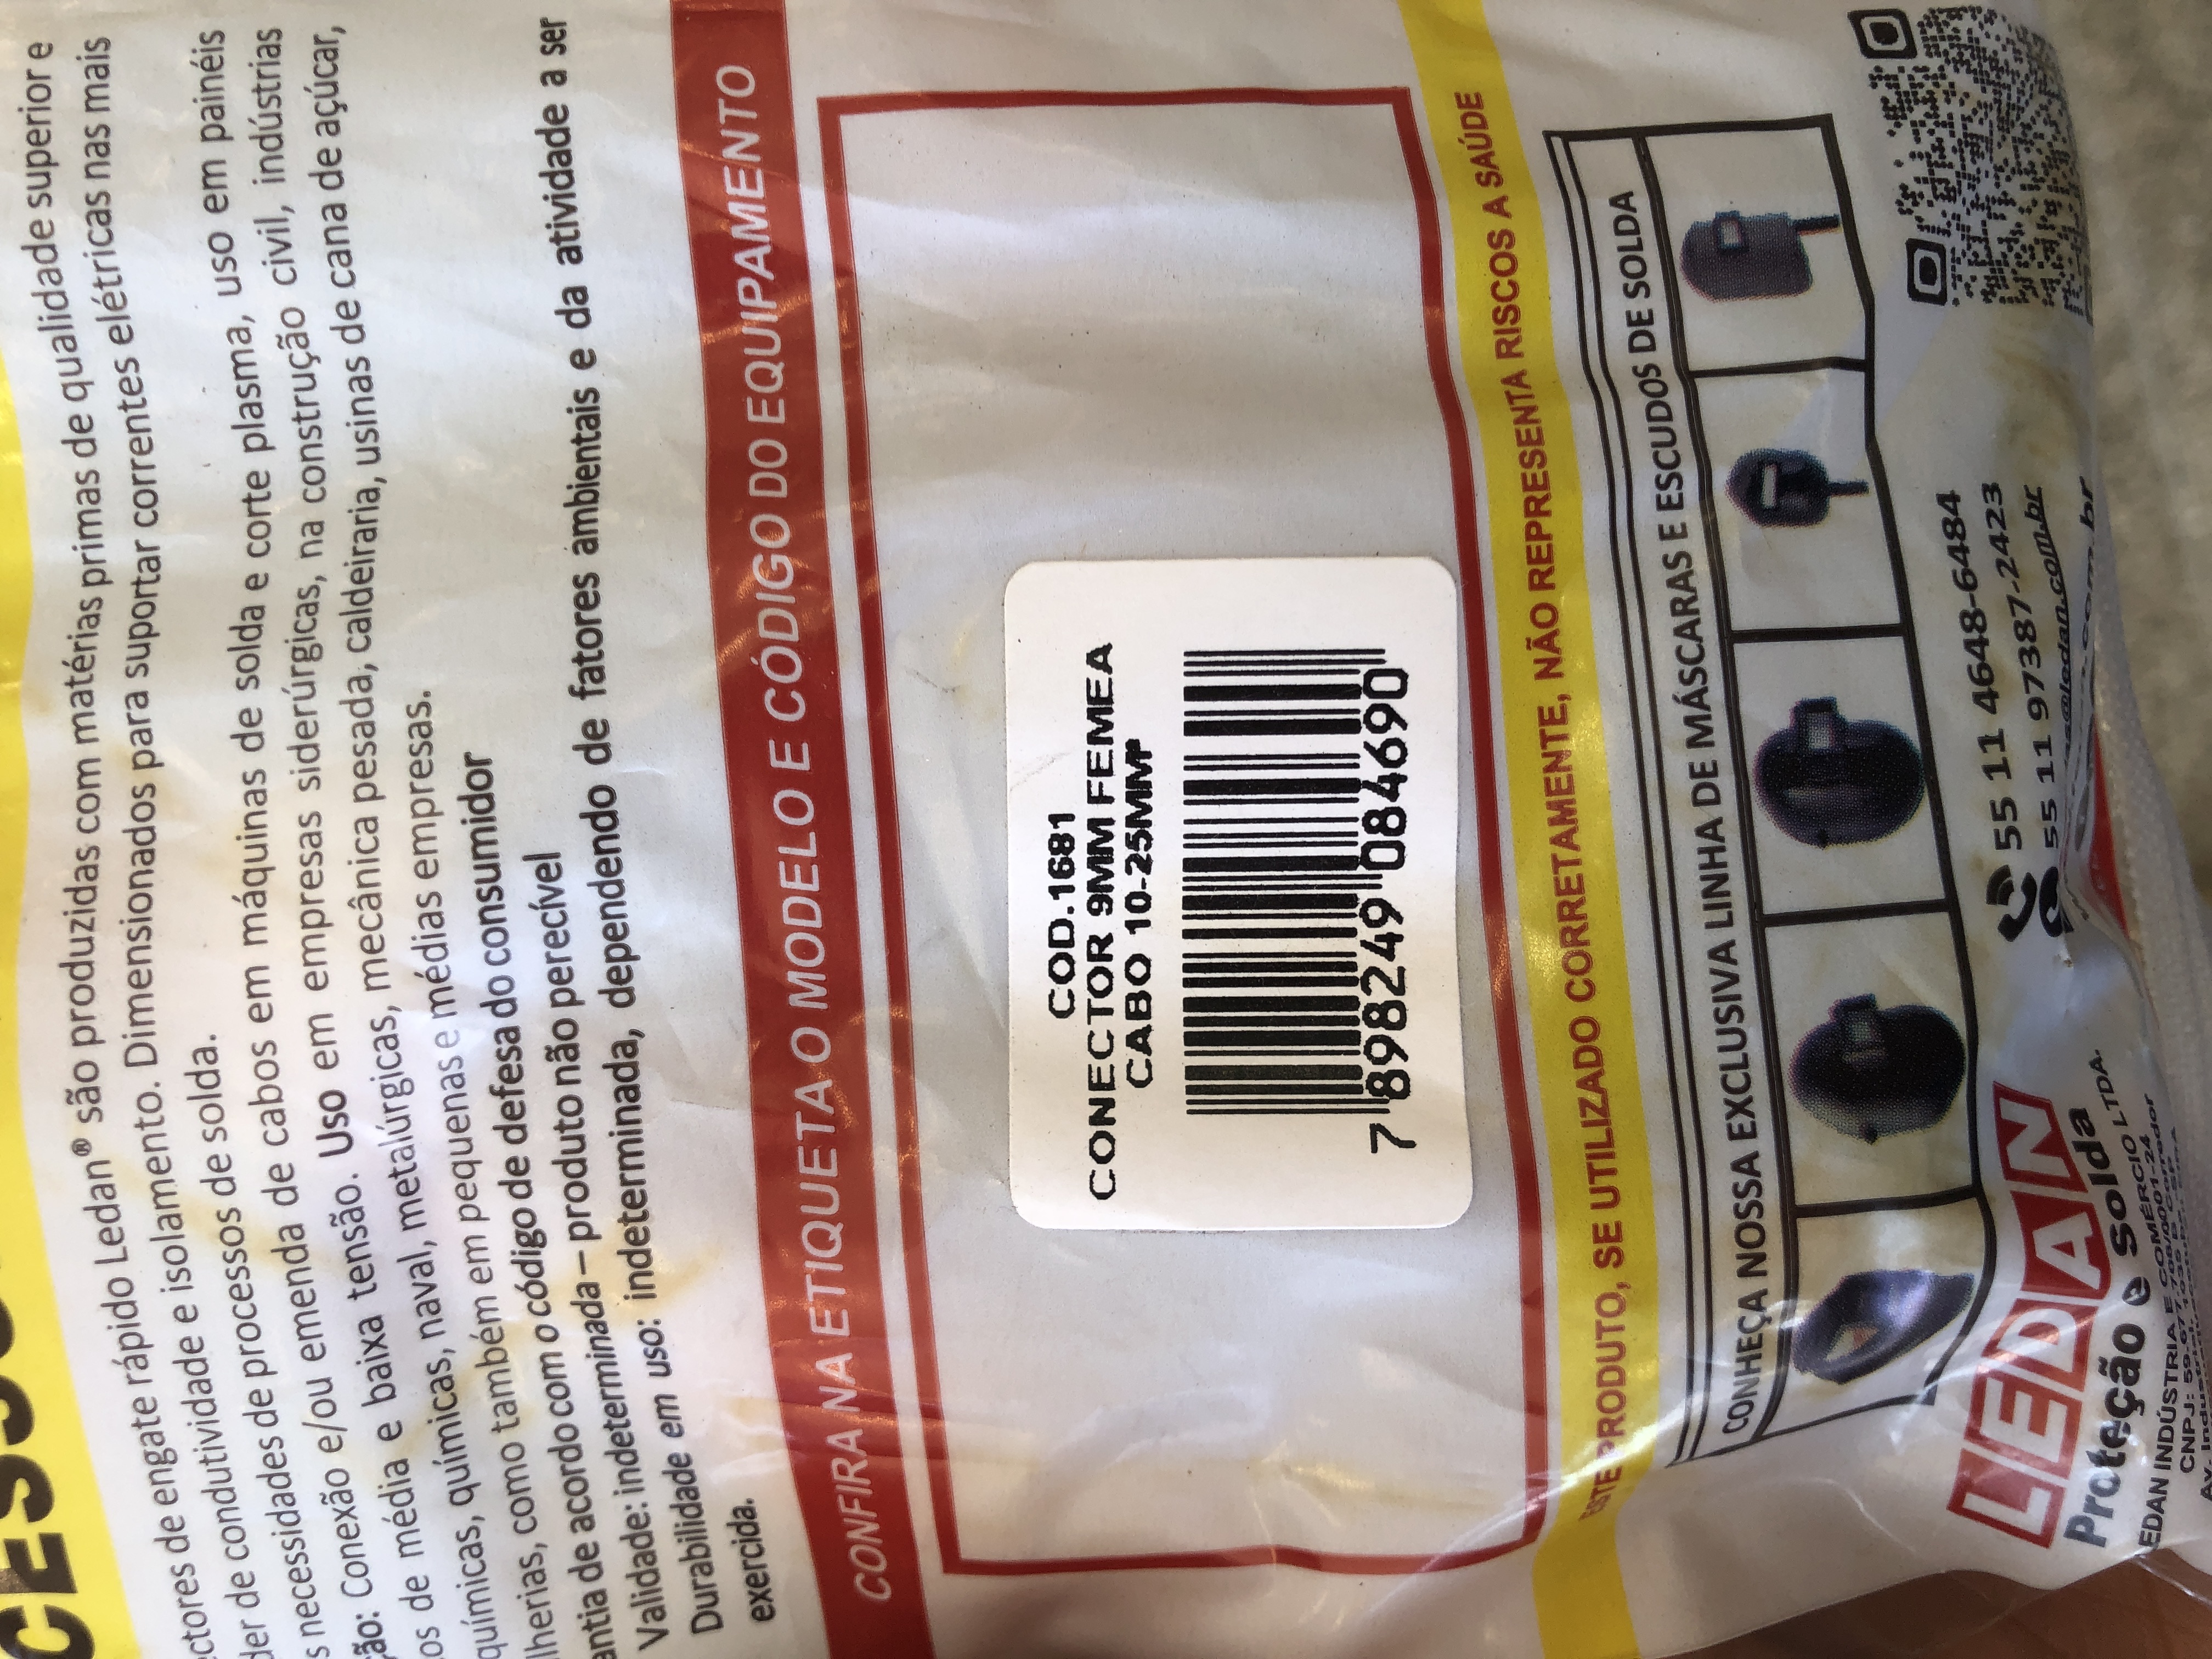 CESSO
ectores de engate rápido Ledan® são produzidas com matérias primas de qualidade superior e
der de condutividade e isolamento. Dimensionados para suportar correntes elétricas nas mais
s necessidades de processos de solda.
ão: Conexão e/ou emenda de cabos em máquinas de solda e corte plasma, uso em painéis
os de média e baixa tensão. Uso em empresas siderúrgicas, na construção civil, indústrias
químicas, químicas, naval, metalúrgicas, mecânica pesada, caldeiraria, usinas de cana de açúcar,
lherias, como também em pequenas e médias empresas.
antia de acordo com o código de defesa do consumidor
Validade: indeterminada – produto não perecível
Durabilidade em uso: indeterminada, dependendo de fatores ambientais e da atividade a ser
exercida.
CONFIRA NA ETIQUETA O MODELO E CÓDIGO DO EQUIPAMENTO
COD.1681
CONECTOR 9MM FEMEA
CABO 10-25MM²
7 898249 084690
ESTE PRODUTO, SE UTILIZADO CORRETAMENTE, NÃO REPRESENTA RISCOS A SAÚDE
CONHEÇA NOSSA EXCLUSIVA LINHA DE MÁSCARAS E ESCUDOS DE SOLDA
LEDAN
Proteção e Solda
EDAN INDÚSTRIA E COMÉRCIO LTDA.
55 11 4648-6484
55 11 97387-2423